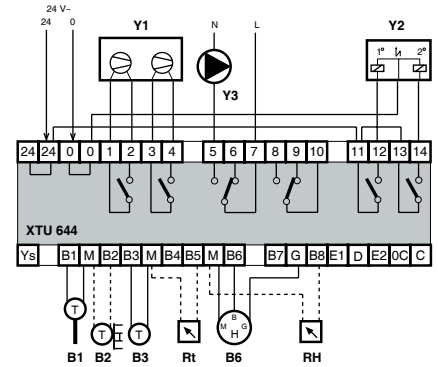 24 V~
24 0
Y1
N L
Y2
1° 2°
Y3
24 24 0 0 1 2 3 4 5 6 7 8 9 10 11 12 13 14
XTU 644
Ys B1 M B2 B3 M B4 B5 M B6 B7 G B8 E1 D E2 0C C
T T T M B G H
B1 B2 B3 Rt B6 RH